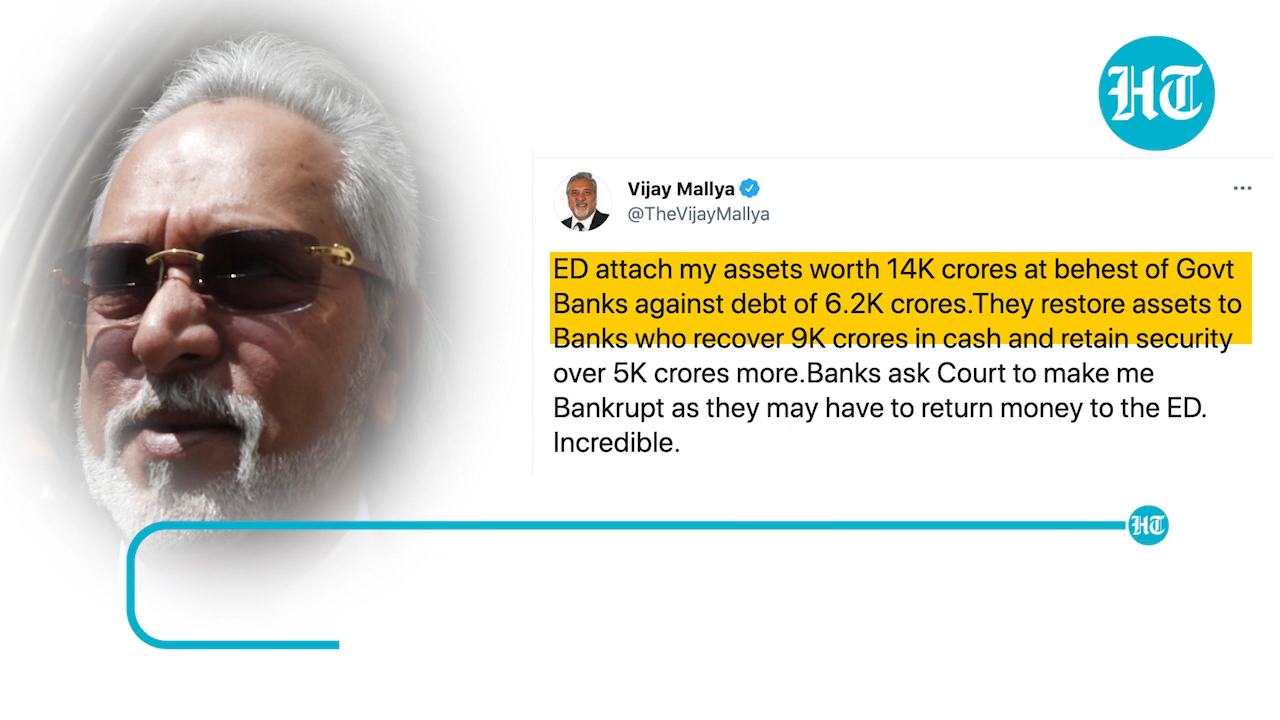 HT
Vijay Mallya
@TheVijayMallya
ED attach my assets worth 14K crores at behest of Govt
Banks against debt of 6.2K crores.They restore assets to
Banks who recover 9K crores in cash and retain security
over 5K crores more.Banks ask Court to make me
Bankrupt as they may have to return money to the ED.
Incredible.
HT